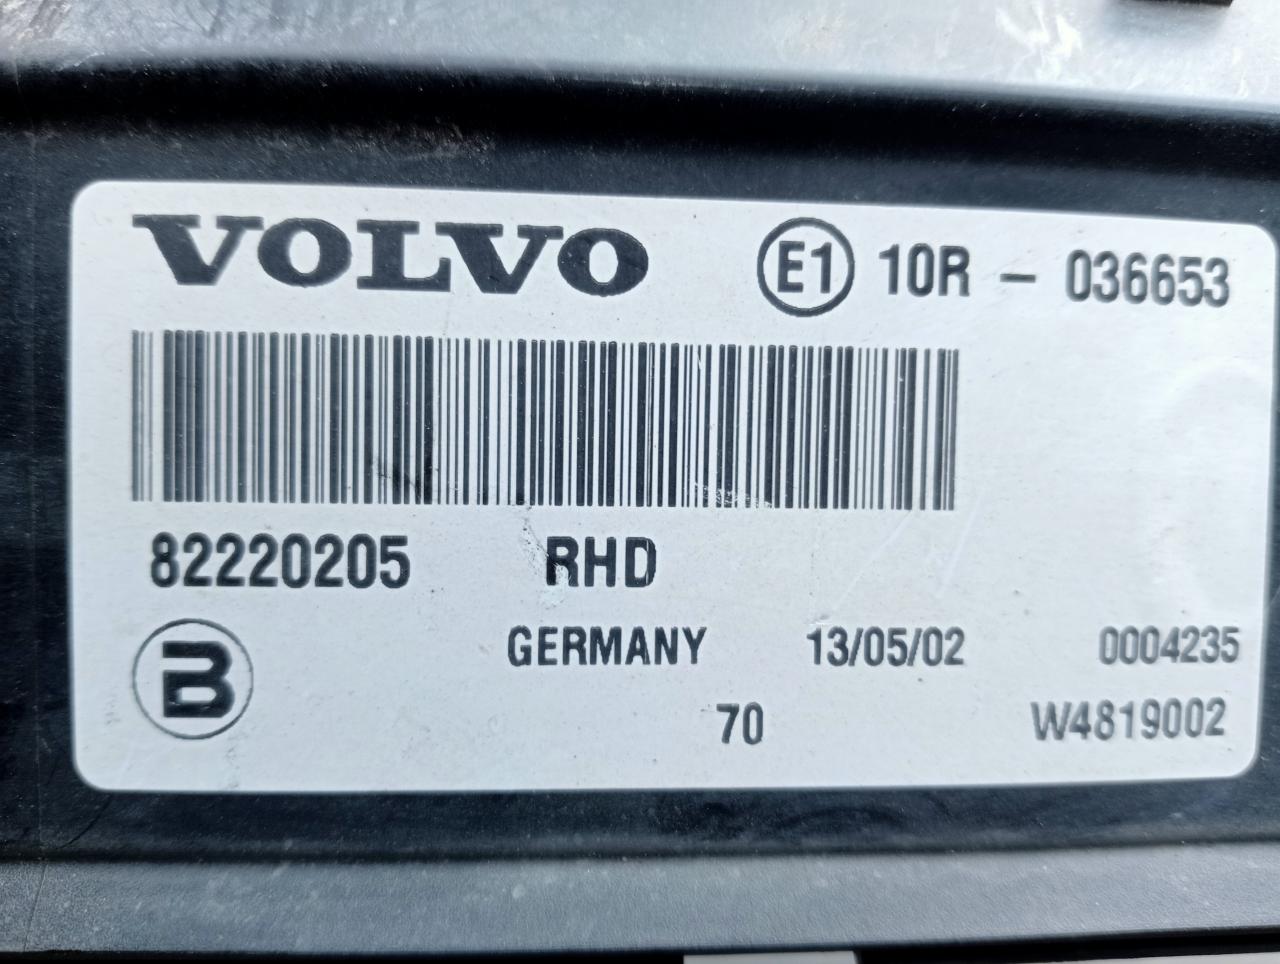 VOLVO E1 10R - 036653
82220205 RHD
B GERMANY 13/05/02 0004235
70 W4819002